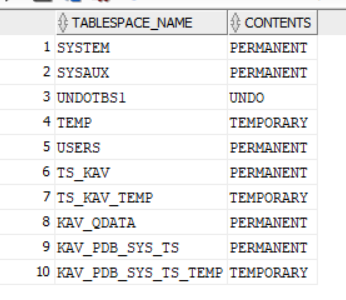 TABLESPACE_NAME CONTENTS
1 SYSTEM PERMANENT
2 SYSAUX PERMANENT
3 UNDOTBS1 UNDO
4 TEMP TEMPORARY
5 USERS PERMANENT
6 TS_KAV PERMANENT
7 TS_KAV_TEMP TEMPORARY
8 KAV_QDATA PERMANENT
9 KAV_PDB_SYS_TS PERMANENT
10 KAV_PDB_SYS_TS_TEMP TEMPORARY